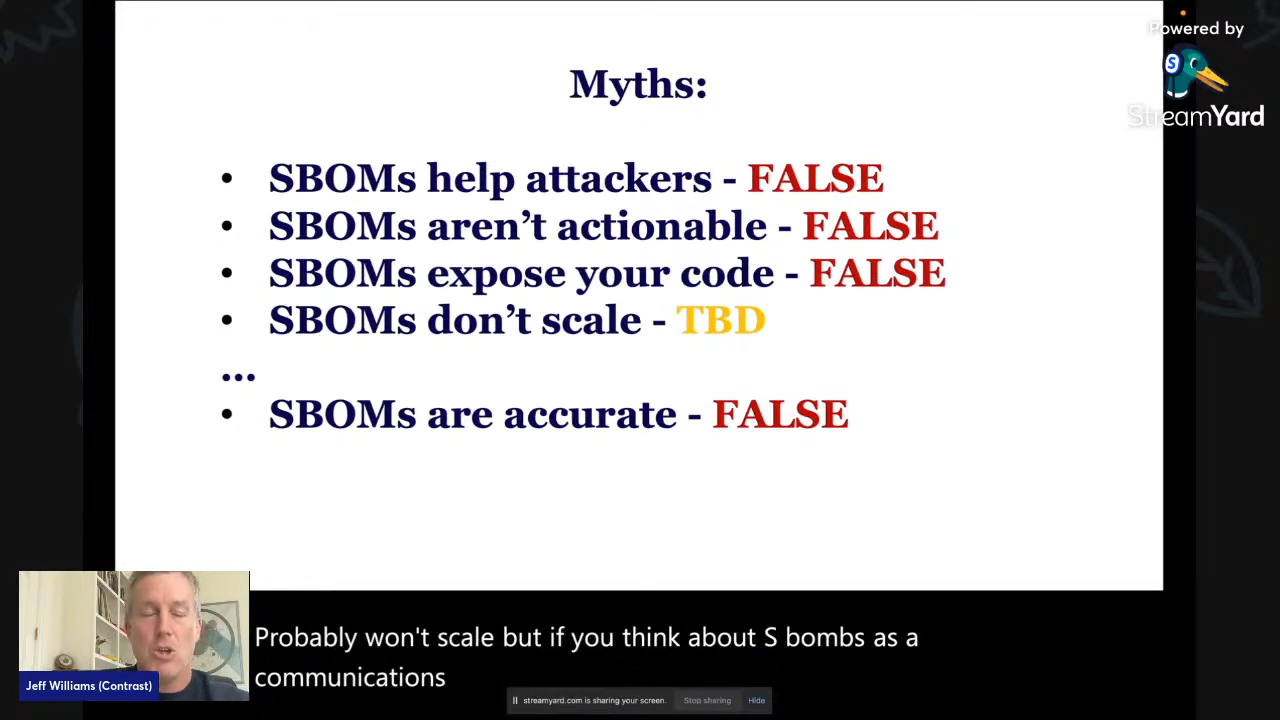 Powered by
S
StreamYard
Myths:
• SBOMs help attackers - FALSE
• SBOMs aren’t actionable - FALSE
• SBOMs expose your code - FALSE
• SBOMs don’t scale - TBD
...
• SBOMs are accurate - FALSE
Probably won't scale but if you think about S bombs as a
communications
Jeff Williams (Contrast)
streamyard.com is sharing your screen. Stop sharing Hide